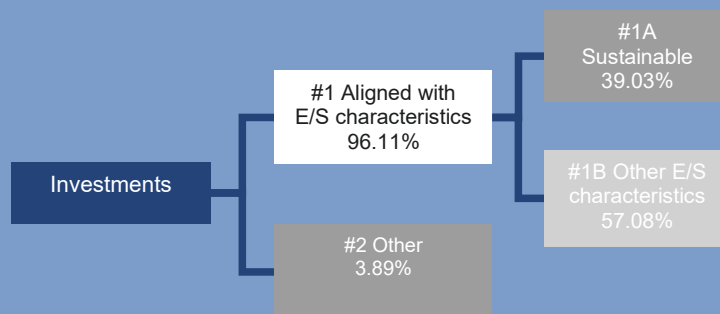 #1A
Sustainable
39.03%
#1 Aligned with
E/S characteristics
96.11%
#1B Other E/S
characteristics
57.08%
Investments
#2 Other
3.89%